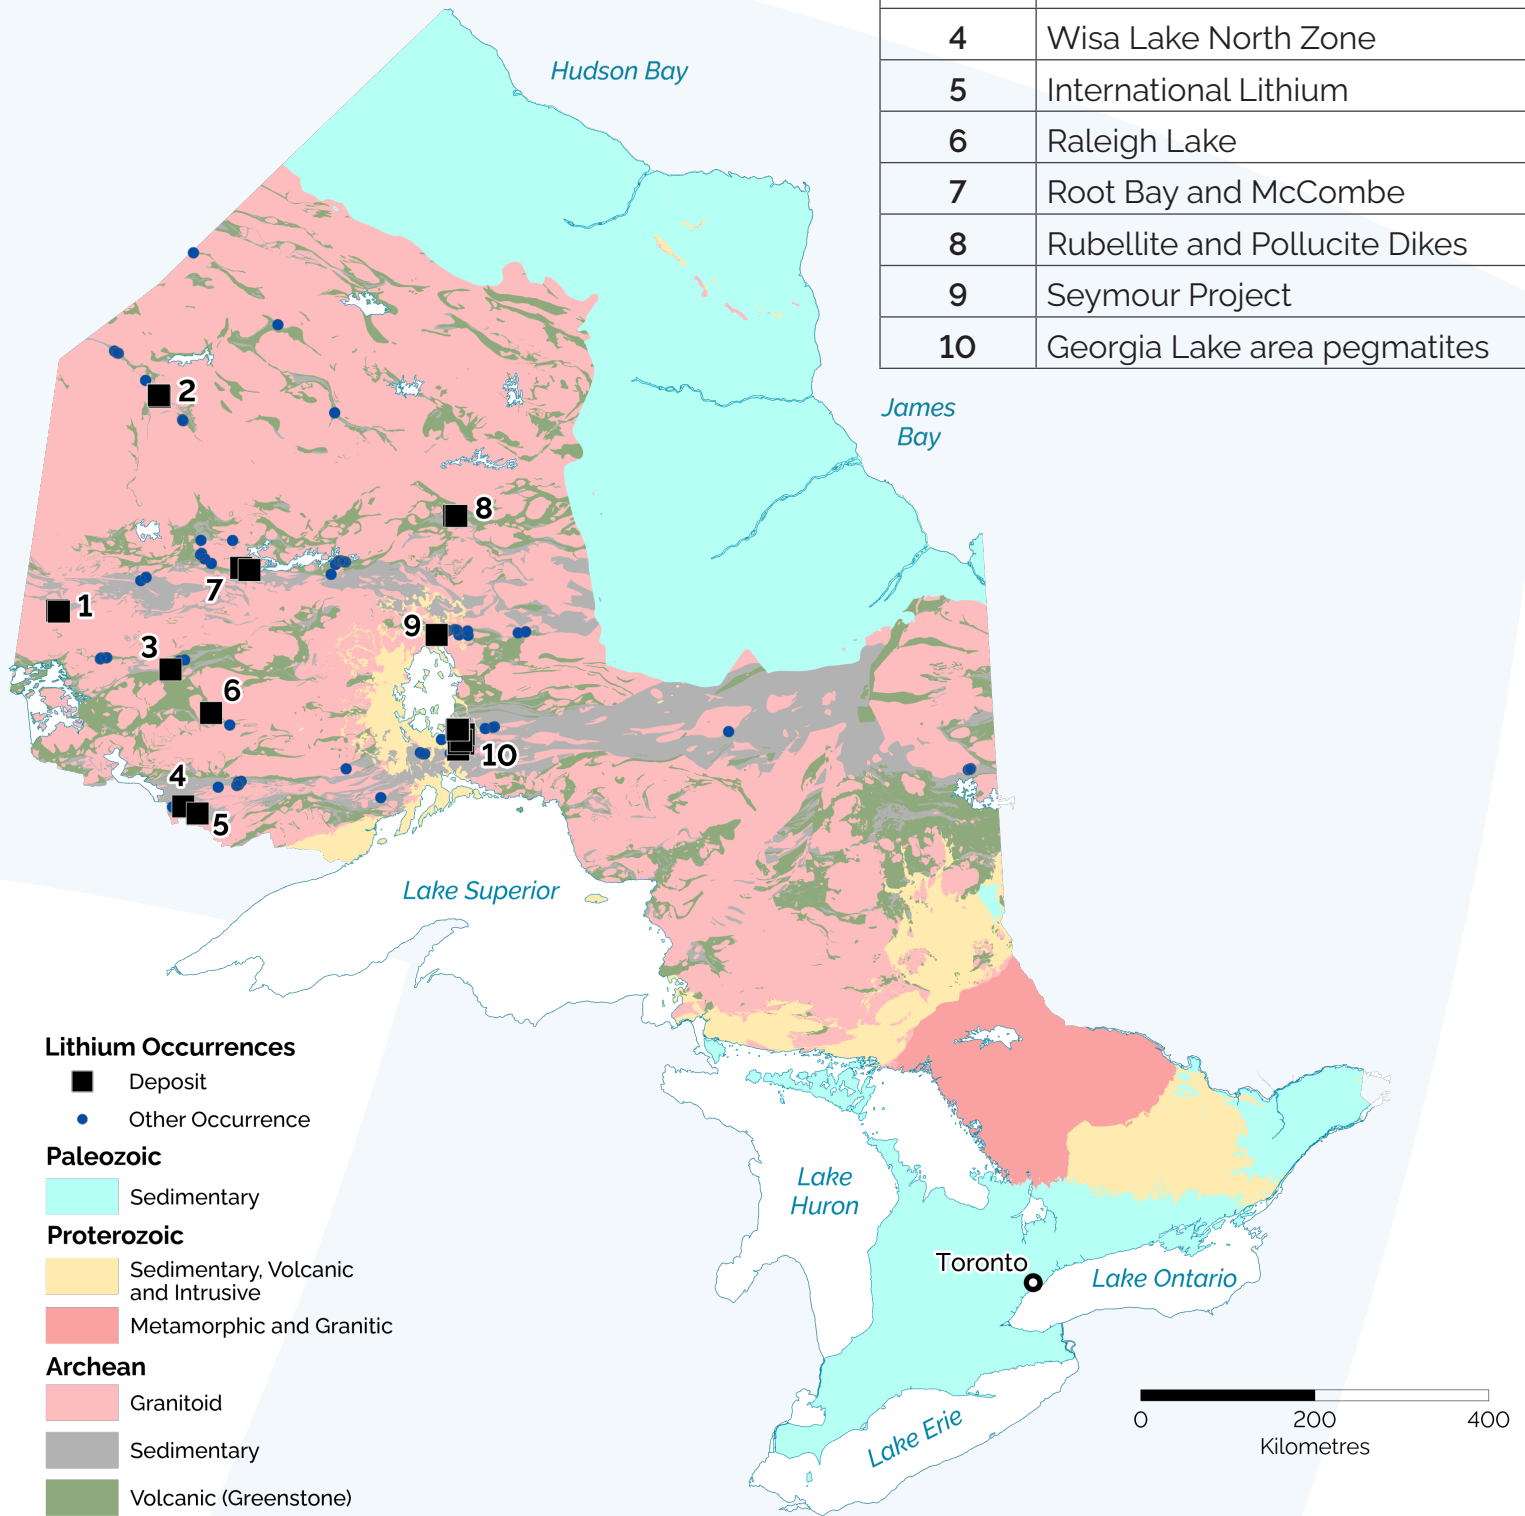 4 Wisa Lake North Zone
5 International Lithium
6 Raleigh Lake
7 Root Bay and McCombe
8 Rubellite and Pollucite Dikes
9 Seymour Project
10 Georgia Lake area pegmatites
Hudson Bay
James
Bay
2
8
7
1
9
3
6
10
4
5
Lake Superior
Lake
Huron
Toronto
Lake Ontario
Lake Erie
Lithium Occurrences
Deposit
Other Occurrence
Paleozoic
Sedimentary
Proterozoic
Sedimentary, Volcanic
and Intrusive
Metamorphic and Granitic
Archean
Granitoid
Sedimentary
Volcanic (Greenstone)
0 200 400
Kilometres